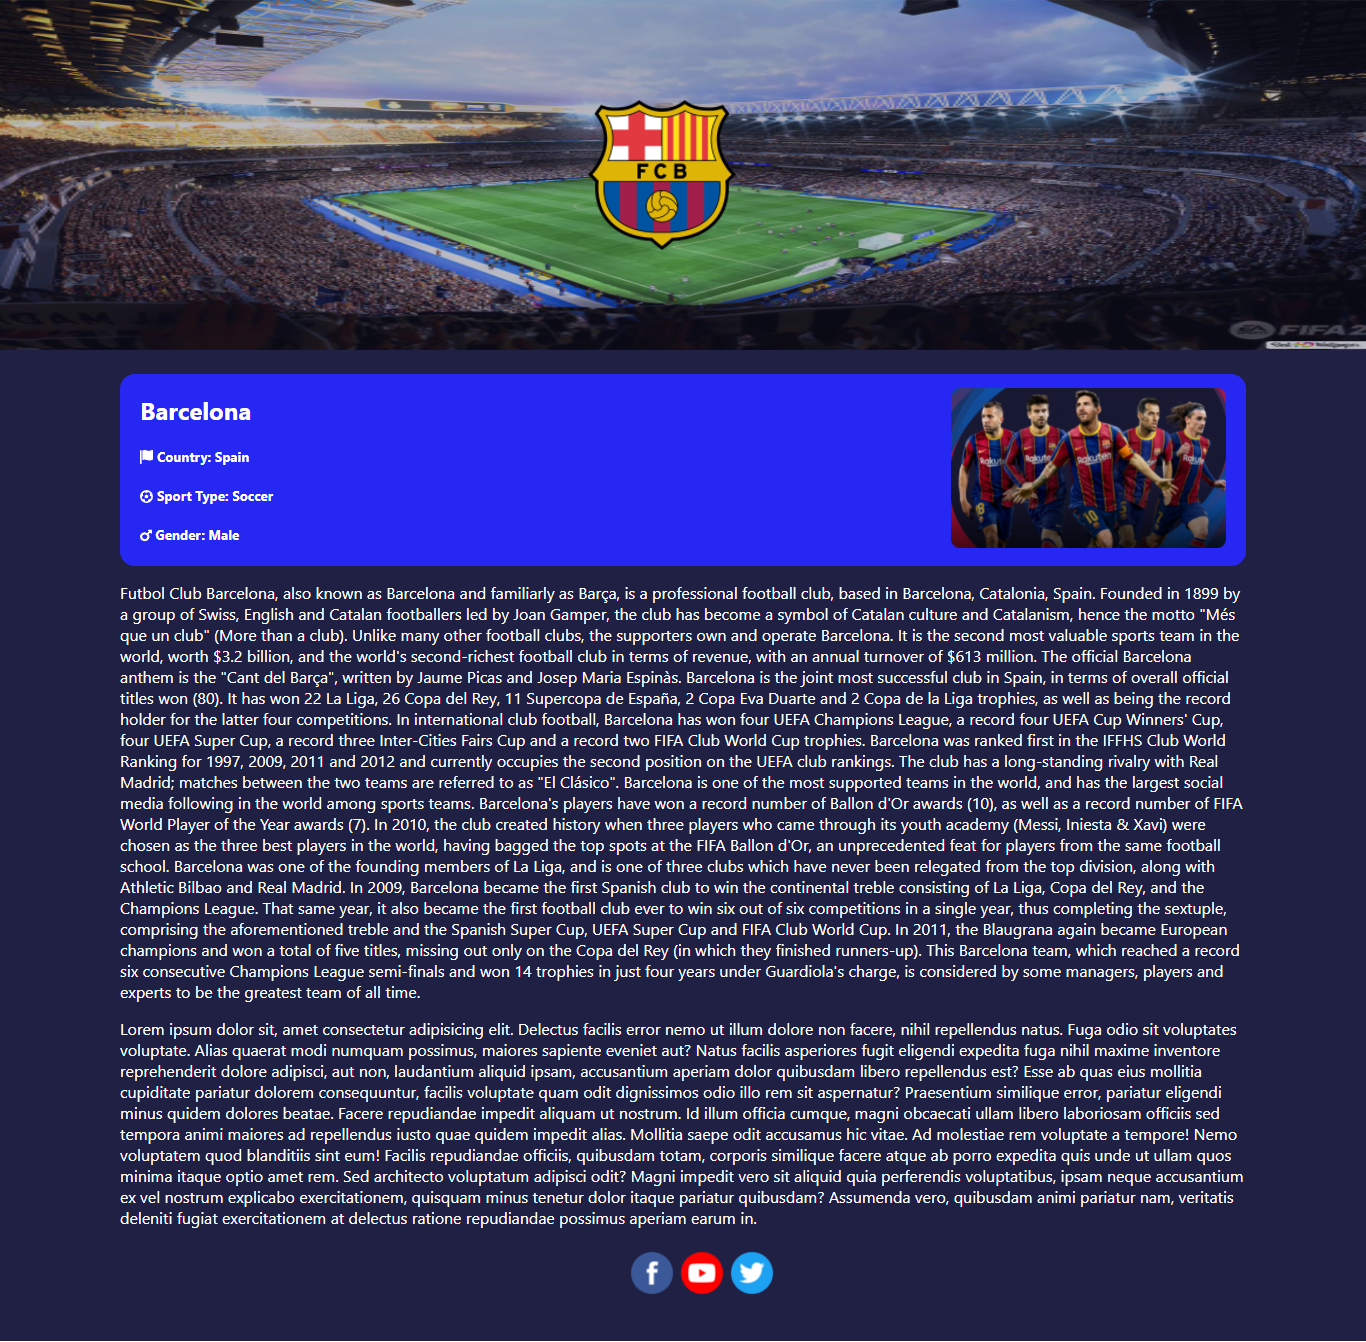 FCB
EA
FIFA 2
Barcelona
Country: Spain
Sport Type: Soccer
Gender: Male
Rakuten
Rakuten
Rakuten
8
10
Futbol Club Barcelona, also known as Barcelona and familiarly as Barça, is a professional football club, based in Barcelona, Catalonia, Spain. Founded in 1899 by
a group of Swiss, English and Catalan footballers led by Joan Gamper, the club has become a symbol of Catalan culture and Catalanism, hence the motto "Més
que un club" (More than a club). Unlike many other football clubs, the supporters own and operate Barcelona. It is the second most valuable sports team in the
world, worth $3.2 billion, and the world's second-richest football club in terms of revenue, with an annual turnover of $613 million. The official Barcelona
anthem is the "Cant del Barça", written by Jaume Picas and Josep Maria Espinàs. Barcelona is the joint most successful club in Spain, in terms of overall official
titles won (80). It has won 22 La Liga, 26 Copa del Rey, 11 Supercopa de España, 2 Copa Eva Duarte and 2 Copa de la Liga trophies, as well as being the record
holder for the latter four competitions. In international club football, Barcelona has won four UEFA Champions League, a record four UEFA Cup Winners' Cup,
four UEFA Super Cup, a record three Inter-Cities Fairs Cup and a record two FIFA Club World Cup trophies. Barcelona was ranked first in the IFFHS Club World
Ranking for 1997, 2009, 2011 and 2012 and currently occupies the second position on the UEFA club rankings. The club has a long-standing rivalry with Real
Madrid; matches between the two teams are referred to as "El Clásico". Barcelona is one of the most supported teams in the world, and has the largest social
media following in the world among sports teams. Barcelona's players have won a record number of Ballon d'Or awards (10), as well as a record number of FIFA
World Player of the Year awards (7). In 2010, the club created history when three players who came through its youth academy (Messi, Iniesta & Xavi) were
chosen as the three best players in the world, having bagged the top spots at the FIFA Ballon d'Or, an unprecedented feat for players from the same football
school. Barcelona was one of the founding members of La Liga, and is one of three clubs which have never been relegated from the top division, along with
Athletic Bilbao and Real Madrid. In 2009, Barcelona became the first Spanish club to win the continental treble consisting of La Liga, Copa del Rey, and the
Champions League. That same year, it also became the first football club ever to win six out of six competitions in a single year, thus completing the sextuple,
comprising the aforementioned treble and the Spanish Super Cup, UEFA Super Cup and FIFA Club World Cup. In 2011, the Blaugrana again became European
champions and won a total of five titles, missing out only on the Copa del Rey (in which they finished runners-up). This Barcelona team, which reached a record
six consecutive Champions League semi-finals and won 14 trophies in just four years under Guardiola's charge, is considered by some managers, players and
experts to be the greatest team of all time.
Lorem ipsum dolor sit, amet consectetur adipisicing elit. Delectus facilis error nemo ut illum dolore non facere, nihil repellendus natus. Fuga odio sit voluptates
voluptate. Alias quaerat modi numquam possimus, maiores sapiente eveniet aut? Natus facilis asperiores fugit eligendi expedita fuga nihil maxime inventore
reprehenderit dolore adipisci, aut non, laudantium aliquid ipsam, accusantium aperiam dolor quibusdam libero repellendus est? Esse ab quas eius mollitia
cupiditate pariatur dolorem consequuntur, facilis voluptate quam odit dignissimos odio illo rem sit aspernatur? Praesentium similique error, pariatur eligendi
minus quidem dolores beatae. Facere repudiandae impedit aliquam ut nostrum. Id illum officia cumque, magni obcaecati ullam libero laboriosam officiis sed
tempora animi maiores ad repellendus iusto quae quidem impedit alias. Mollitia saepe odit accusamus hic vitae. Ad molestiae rem voluptate a tempore! Nemo
voluptatem quod blanditiis sint eum! Facilis repudiandae officiis, quibusdam totam, corporis similique facere atque ab porro expedita quis unde ut ullam quos
minima itaque optio amet rem. Sed architecto voluptatum adipisci odit? Magni impedit vero sit aliquid quia perferendis voluptatibus, ipsam neque accusantium
ex vel nostrum explicabo exercitationem, quisquam minus tenetur dolor itaque pariatur quibusdam? Assumenda vero, quibusdam animi pariatur nam, veritatis
deleniti fugiat exercitationem at delectus ratione repudiandae possimus aperiam earum in.